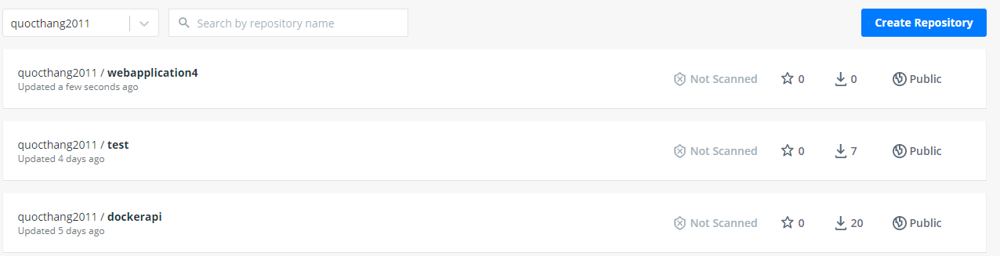 quocthang2011 Search by repository name Create Repository
quocthang2011 / webapplication4
Updated a few seconds ago
Not Scanned 0 0 Public
quocthang2011 / test
Updated 4 days ago
Not Scanned 0 7 Public
quocthang2011 / dockerapi
Updated 5 days ago
Not Scanned 0 20 Public